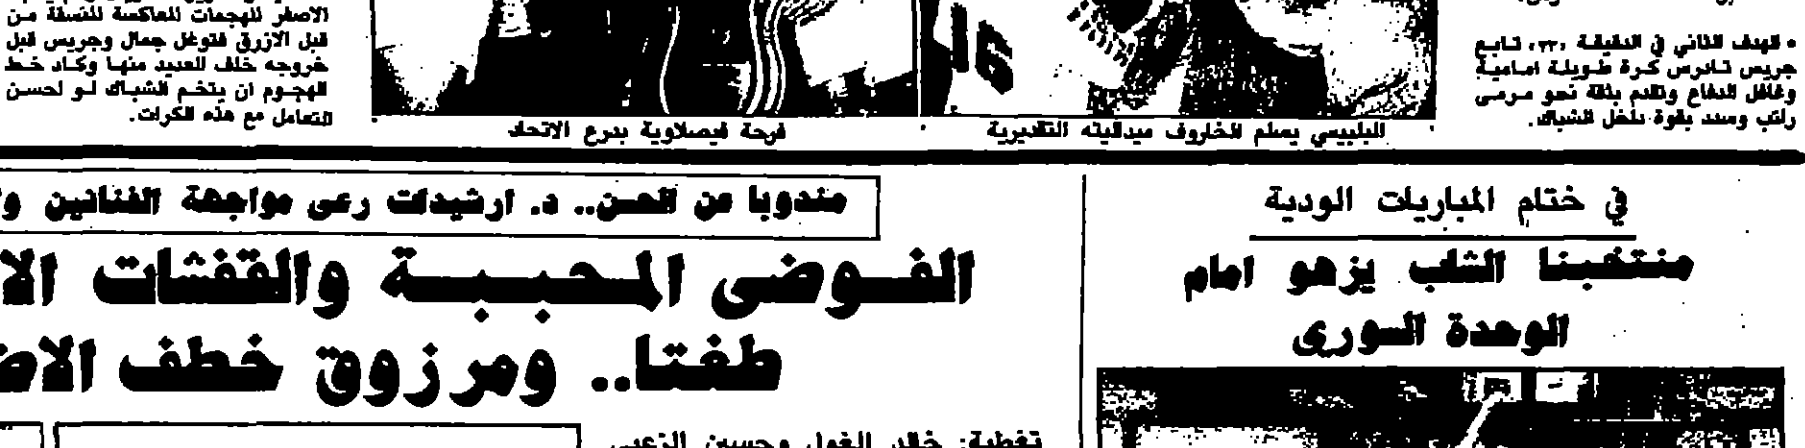 • الهدف الثاني في الدقيقة «٣٣» تابع
جريس تادرس كرة طويلة امامية
وغافل الدفاع وتقدم بثقة نحو مرمى
راتب وسدد بقوة داخل الشباك.
البلبيسي يسلم الخاروف ميداليته التقديرية
فرحة فيصلاوية بدرع الاتحاد
الاصفر للهجمات المعاكسة المنسقة من
قبل الازرق فتوغل جمال وجريس قبل
خروجه خلف العديد منها وكاد خط
الهجوم ان يتخم الشباك لو احسن
التعامل مع هذه الكرات.
في ختام المباريات الودية
منتخبنا الشاب يزهو امام
الوحدة السوري
مندوبا عن الحسن.. د. ارشيدات رعى مواجهة الفنانين
الفوضى المحببة والقفشات
طغتا.. ومرزوق خطف
تغطية: خالد الغول وحسين الزعبي